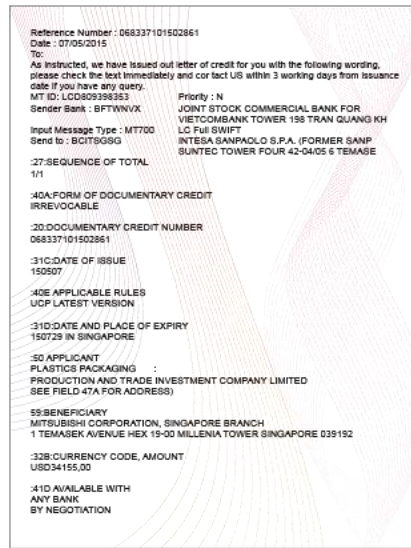 Reference Number : 068337101502861
Date : 07/05/2015
To:
As instructed, we have issued out letter of credit for you with the following wording,
please check the text immediately and cor tact US within 3 working days from issuance
date if you have any query.
MT ID: LCD809398353 Priority : N
Sender Bank : BFTWNVX JOINT STOCK COMMERCIAL BANK FOR
VIETCOMBANK TOWER 198 TRAN QUANG KH
Input Message Type : MT700 LC Full SWIFT
Send to : BCITSGSG INTESA SANPAOLO S.P.A. (FORMER SANP
SUNTEC TOWER FOUR 42-04/05 6 TEMASE
:27:SEQUENCE OF TOTAL
1/1
:40A:FORM OF DOCUMENTARY CREDIT
IRREVOCABLE
:20:DOCUMENTARY CREDIT NUMBER
068337101502861
:31C:DATE OF ISSUE
150507
:40E APPLICABLE RULES
UCP LATEST VERSION
:31D:DATE AND PLACE OF EXPIRY
150729 IN SINGAPORE
:50 APPLICANT
PLASTICS PACKAGING :
PRODUCTION AND TRADE INVESTMENT COMPANY LIMITED
SEE FIELD 47A FOR ADDRESS)
59:BENEFICIARY
MITSUBISHI CORPORATION, SINGAPORE BRANCH
1 TEMASEK AVENUE HEX 19-00 MILLENIA TOWER SINGAPORE 039192
:32B:CURRENCY CODE, AMOUNT
USD34155,00
:41D AVAILABLE WITH
ANY BANK
BY NEGOTIATION